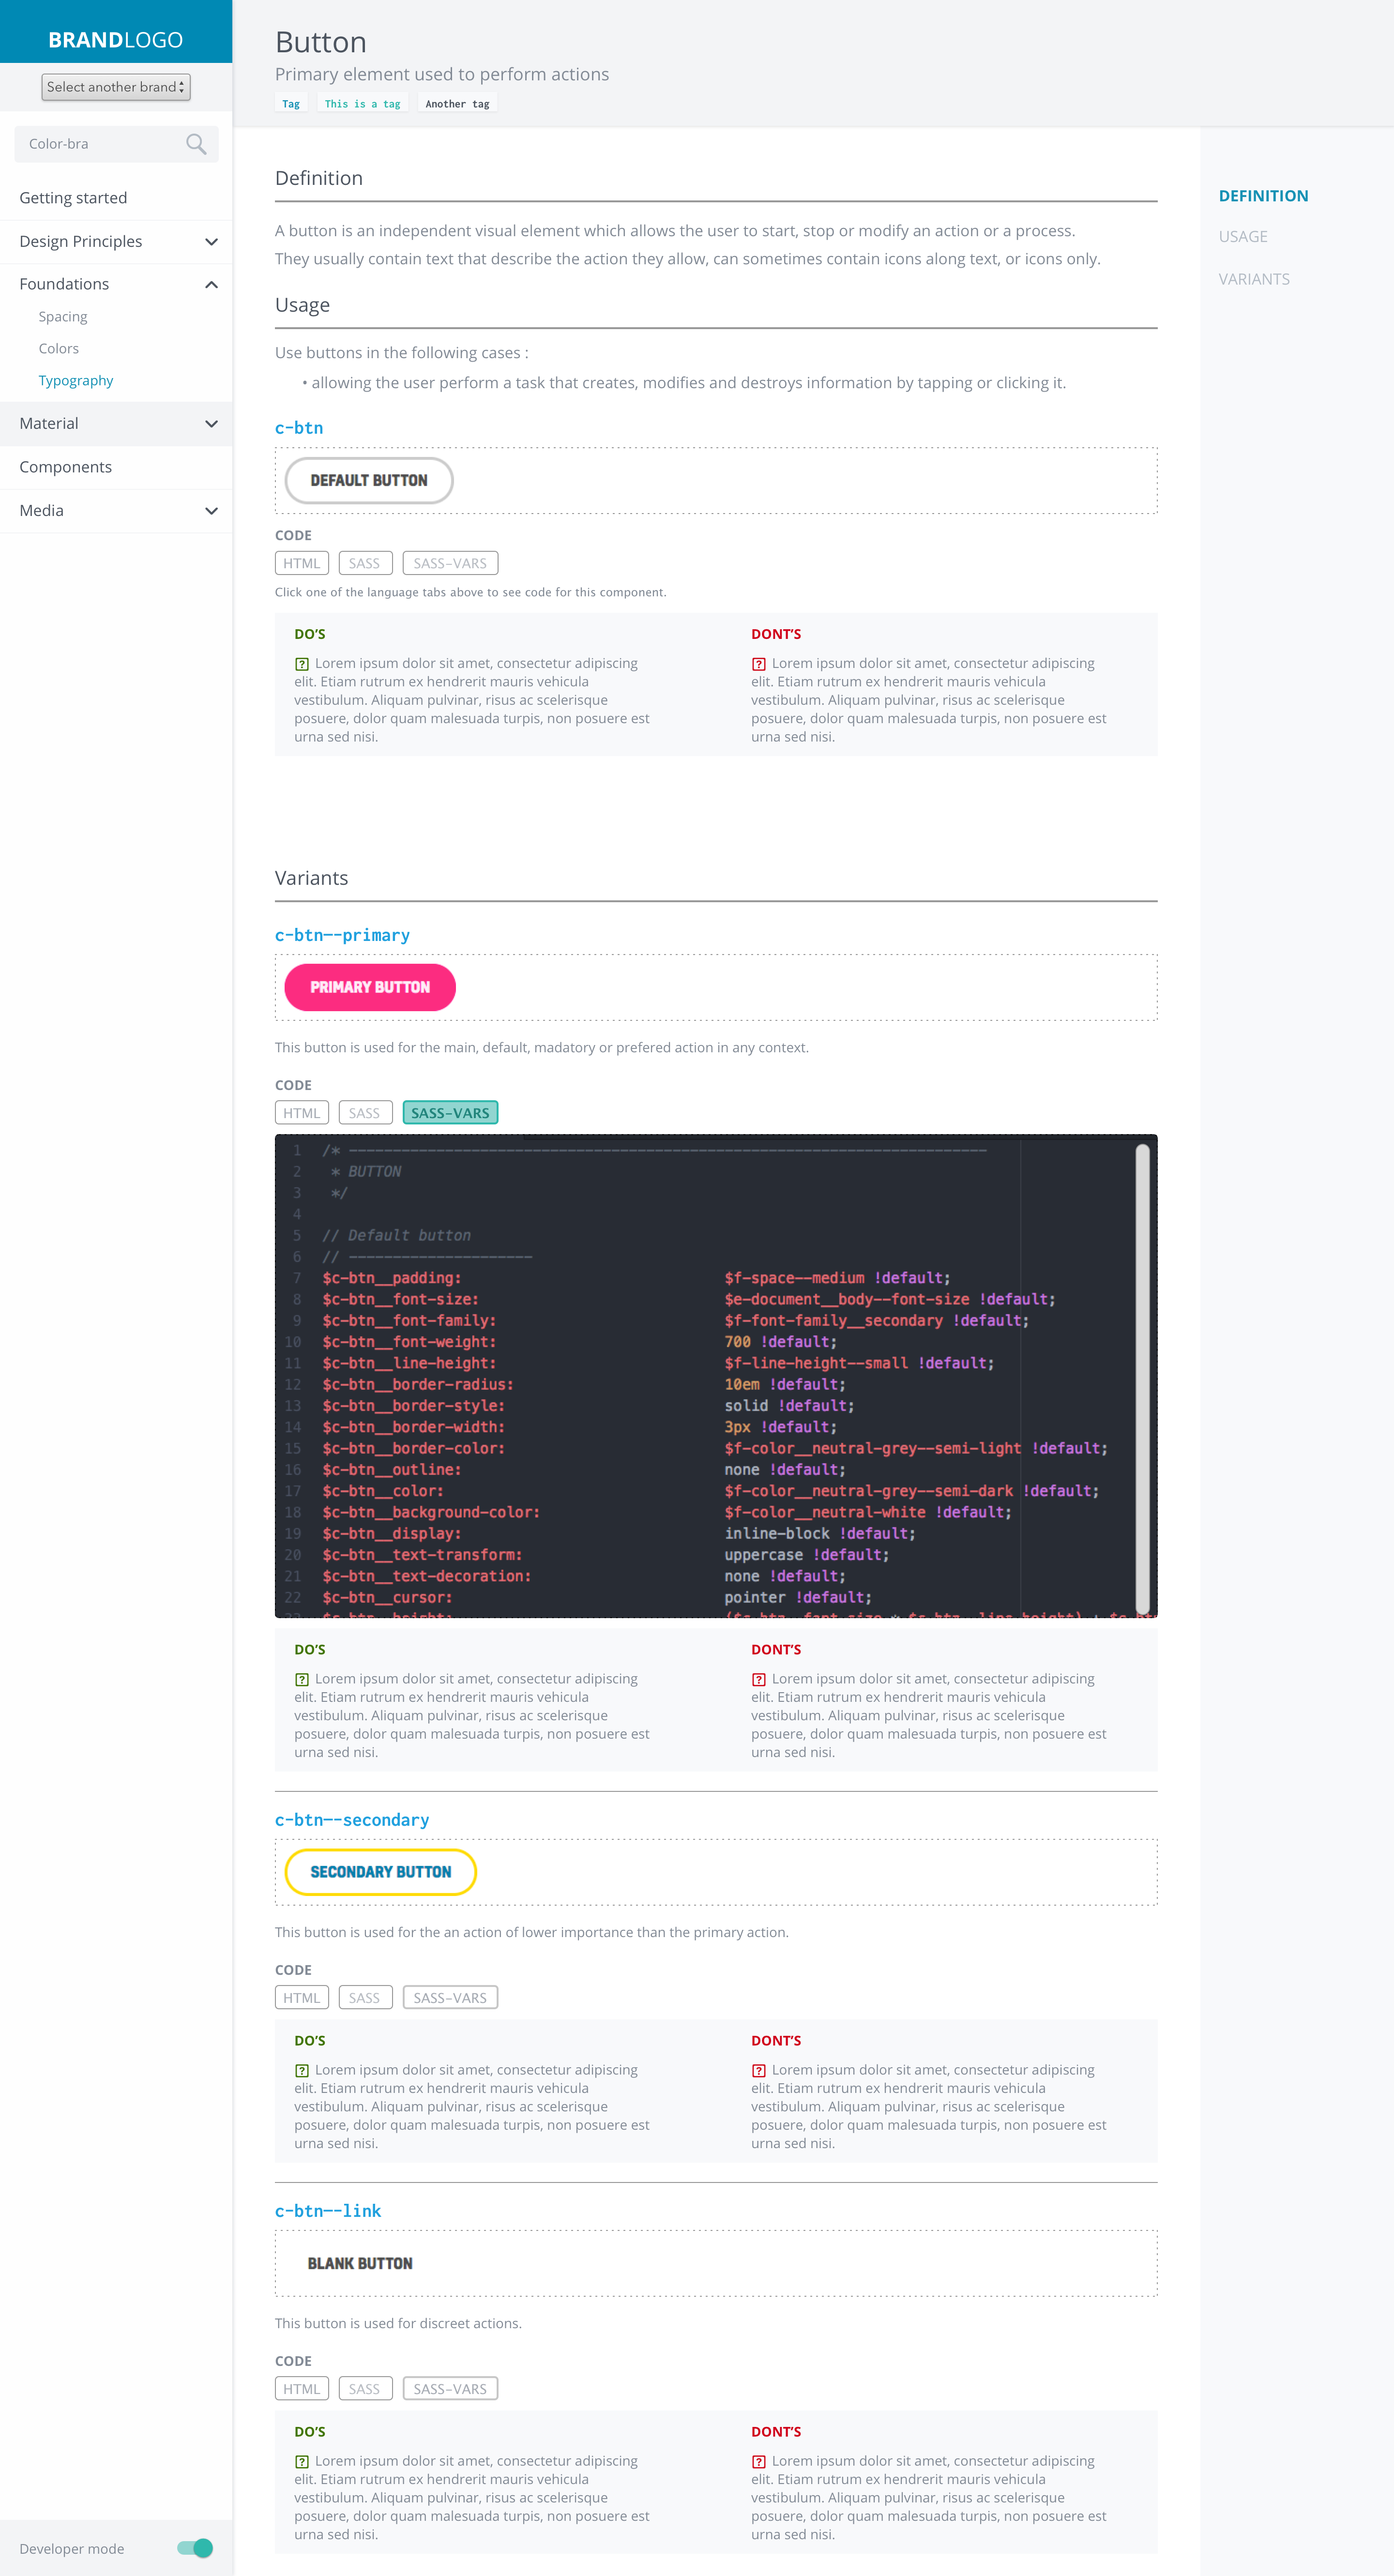 BRANDLOGO
Select another brand
Color-bra
Getting started
Design Principles
Foundations
Spacing
Colors
Typography
Material
Components
Media
Developer mode
Button
Primary element used to perform actions
Tag This is a tag Another tag
Definition
A button is an independent visual element which allows the user to start, stop or modify an action or a process.
They usually contain text that describe the action they allow, can sometimes contain icons along text, or icons only.
Usage
Use buttons in the following cases :
• allowing the user perform a task that creates, modifies and destroys information by tapping or clicking it.
c-btn
DEFAULT BUTTON
CODE
HTML SASS SASS-VARS
Click one of the language tabs above to see code for this component.
DO'S
? Lorem ipsum dolor sit amet, consectetur adipiscing
elit. Etiam rutrum ex hendrerit mauris vehicula
vestibulum. Aliquam pulvinar, risus ac scelerisque
posuere, dolor quam malesuada turpis, non posuere est
urna sed nisi.
DONT'S
? Lorem ipsum dolor sit amet, consectetur adipiscing
elit. Etiam rutrum ex hendrerit mauris vehicula
vestibulum. Aliquam pulvinar, risus ac scelerisque
posuere, dolor quam malesuada turpis, non posuere est
urna sed nisi.
Variants
c-btn--primary
PRIMARY BUTTON
This button is used for the main, default, madatory or prefered action in any context.
CODE
HTML SASS SASS-VARS
1 /* --------------------------------------------------------------------------
2 * BUTTON
3 */
4
5 // Default button
6 // ---------------------
7 $c-btn__padding: $f-space--medium !default;
8 $c-btn__font-size: $e-document__body--font-size !default;
9 $c-btn__font-family: $f-font-family__secondary !default;
10 $c-btn__font-weight: 700 !default;
11 $c-btn__line-height: $f-line-height--small !default;
12 $c-btn__border-radius: 10em !default;
13 $c-btn__border-style: solid !default;
14 $c-btn__border-width: 3px !default;
15 $c-btn__border-color: $f-color__neutral-grey--semi-light !default;
16 $c-btn__outline: none !default;
17 $c-btn__color: $f-color__neutral-grey--semi-dark !default;
18 $c-btn__background-color: $f-color__neutral-white !default;
19 $c-btn__display: inline-block !default;
20 $c-btn__text-transform: uppercase !default;
21 $c-btn__text-decoration: none !default;
22 $c-btn__cursor: pointer !default;
DO'S
? Lorem ipsum dolor sit amet, consectetur adipiscing
elit. Etiam rutrum ex hendrerit mauris vehicula
vestibulum. Aliquam pulvinar, risus ac scelerisque
posuere, dolor quam malesuada turpis, non posuere est
urna sed nisi.
DONT'S
? Lorem ipsum dolor sit amet, consectetur adipiscing
elit. Etiam rutrum ex hendrerit mauris vehicula
vestibulum. Aliquam pulvinar, risus ac scelerisque
posuere, dolor quam malesuada turpis, non posuere est
urna sed nisi.
c-btn--secondary
SECONDARY BUTTON
This button is used for the an action of lower importance than the primary action.
CODE
HTML SASS SASS-VARS
DO'S
? Lorem ipsum dolor sit amet, consectetur adipiscing
elit. Etiam rutrum ex hendrerit mauris vehicula
vestibulum. Aliquam pulvinar, risus ac scelerisque
posuere, dolor quam malesuada turpis, non posuere est
urna sed nisi.
DONT'S
? Lorem ipsum dolor sit amet, consectetur adipiscing
elit. Etiam rutrum ex hendrerit mauris vehicula
vestibulum. Aliquam pulvinar, risus ac scelerisque
posuere, dolor quam malesuada turpis, non posuere est
urna sed nisi.
c-btn--link
BLANK BUTTON
This button is used for discreet actions.
CODE
HTML SASS SASS-VARS
DO'S
? Lorem ipsum dolor sit amet, consectetur adipiscing
elit. Etiam rutrum ex hendrerit mauris vehicula
vestibulum. Aliquam pulvinar, risus ac scelerisque
posuere, dolor quam malesuada turpis, non posuere est
urna sed nisi.
DONT'S
? Lorem ipsum dolor sit amet, consectetur adipiscing
elit. Etiam rutrum ex hendrerit mauris vehicula
vestibulum. Aliquam pulvinar, risus ac scelerisque
posuere, dolor quam malesuada turpis, non posuere est
urna sed nisi.
DEFINITION
USAGE
VARIANTS